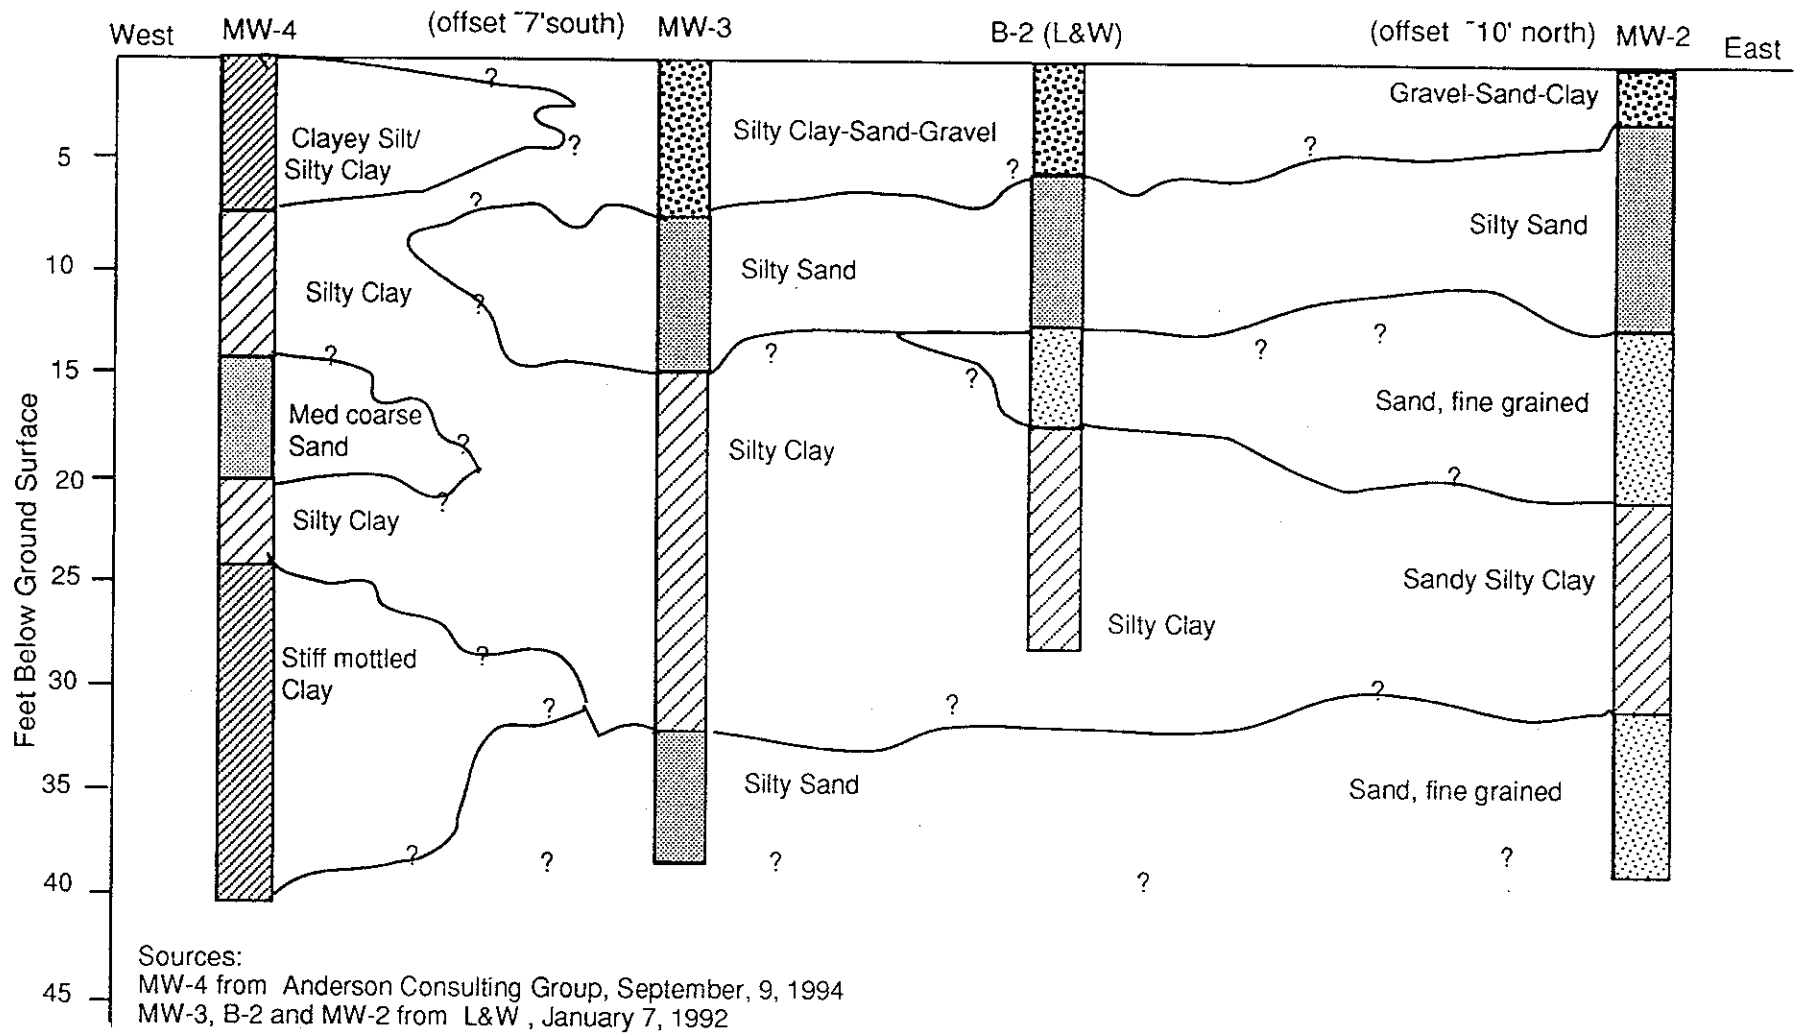 West
MW-4
(offset ~7'south)
MW-3
B-2 (L&W)
(offset ~10' north)
MW-2
East
Feet Below Ground Surface
5
10
15
20
25
30
35
40
45
?
?
Clayey Silt/
Silty Clay
?
Silty Clay
?
?
Med coarse
Sand
?
?
Silty Clay
?
Stiff mottled
Clay
?
?
?
Silty Clay-Sand-Gravel
?
Gravel-Sand-Clay
?
Silty Sand
Silty Sand
?
?
?
?
Silty Clay
Sand, fine grained
?
Silty Clay
Sandy Silty Clay
?
?
Silty Sand
Sand, fine grained
?
?
?
Sources:
MW-4 from Anderson Consulting Group, September, 9, 1994
MW-3, B-2 and MW-2 from L&W , January 7, 1992